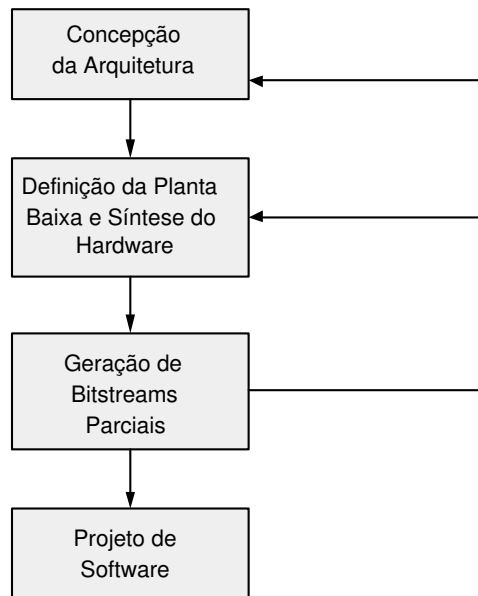 Concepção
da Arquitetura
Definição da Planta
Baixa e Síntese do
Hardware
Geração de
Bitstreams
Parciais
Projeto de
Software